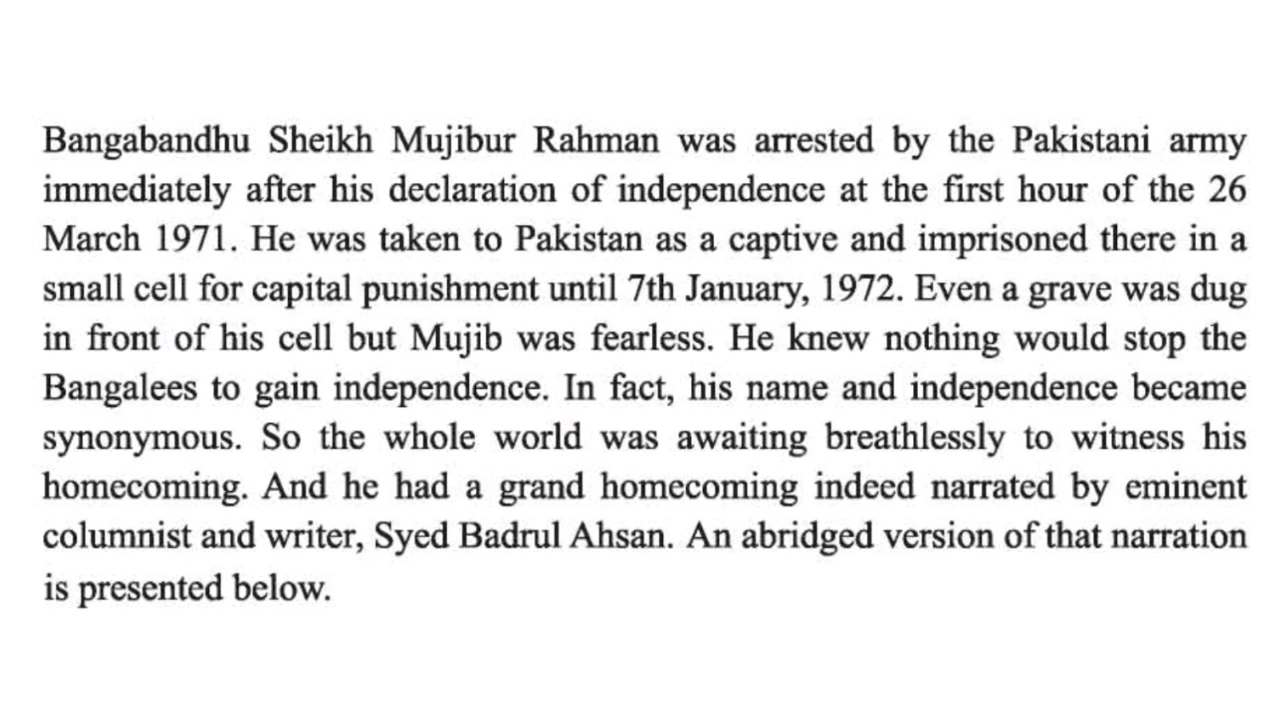 Bangabandhu Sheikh Mujibur Rahman was arrested by the Pakistani army
immediately after his declaration of independence at the first hour of the 26
March 1971. He was taken to Pakistan as a captive and imprisoned there in a
small cell for capital punishment until 7th January, 1972. Even a grave was dug
in front of his cell but Mujib was fearless. He knew nothing would stop the
Bangalees to gain independence. In fact, his name and independence became
synonymous. So the whole world was awaiting breathlessly to witness his
homecoming. And he had a grand homecoming indeed narrated by eminent
columnist and writer, Syed Badrul Ahsan. An abridged version of that narration
is presented below.